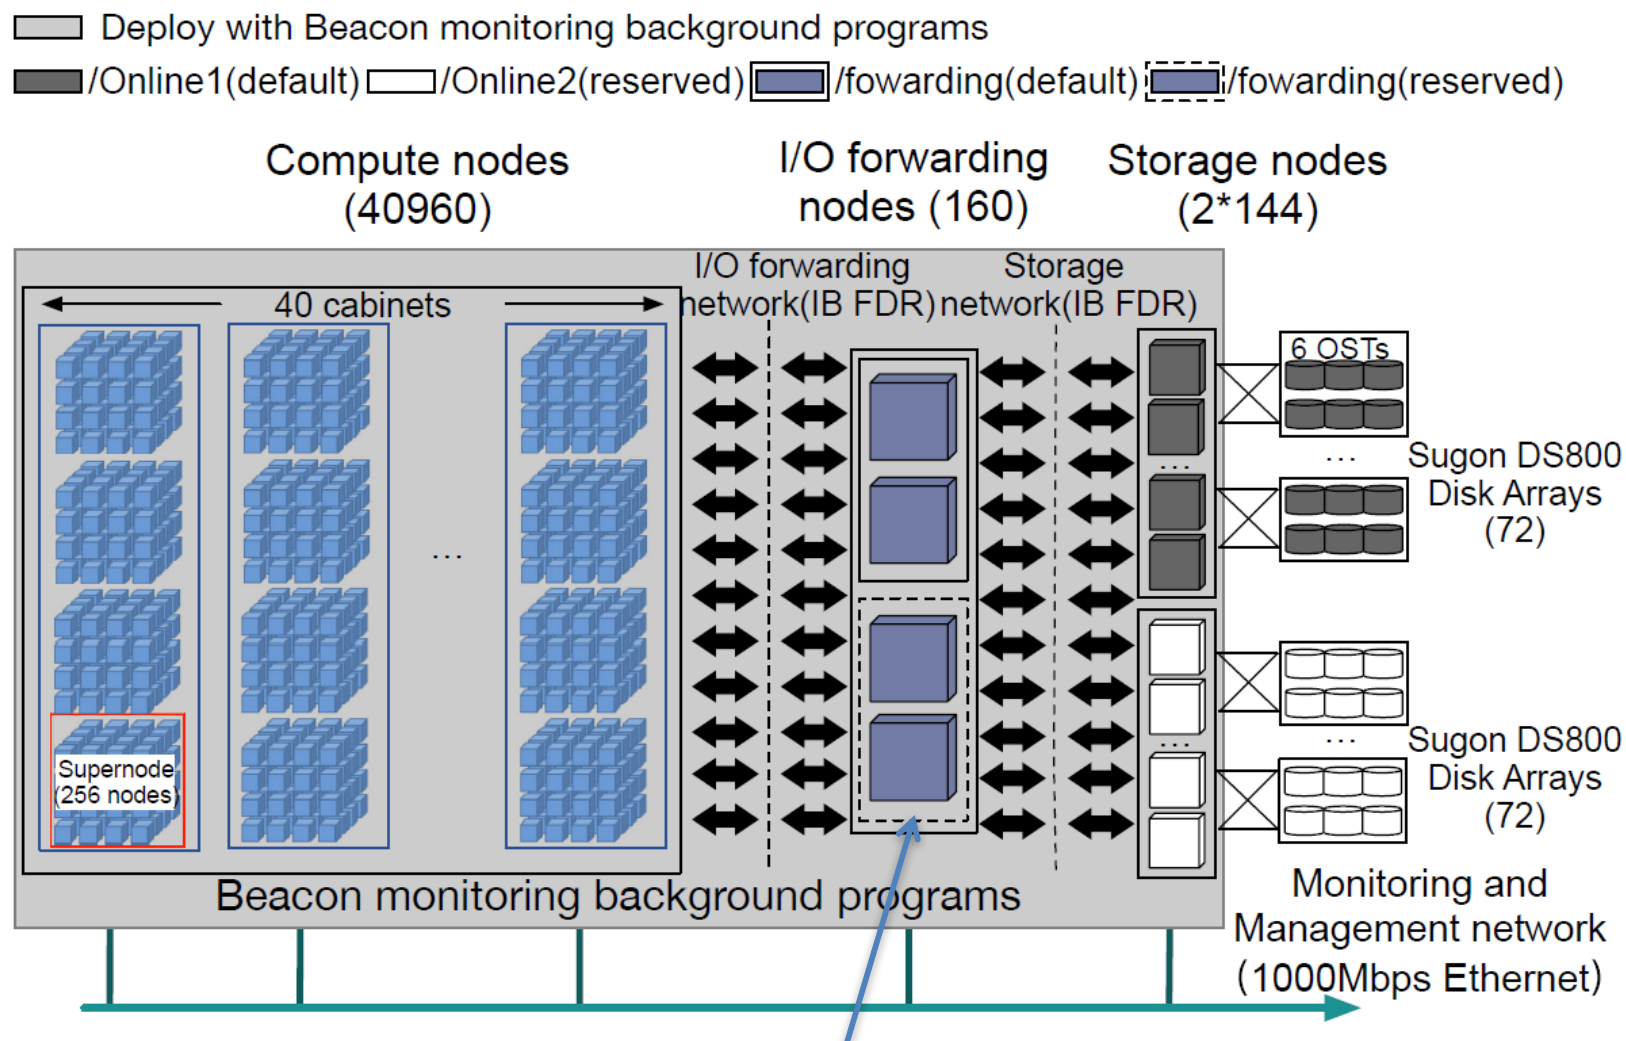 Deploy with Beacon monitoring background programs
/Online1(default) /Online2(reserved) /fowarding(default) /fowarding(reserved)
Compute nodes
(40960)
I/O forwarding
nodes (160)
Storage nodes
(2*144)
I/O forwarding
network(IB FDR)
Storage
network(IB FDR)
40 cabinets
...
Supernode
(256 nodes)
6 OSTs
...
...
...
...
Sugon DS800
Disk Arrays
(72)
Sugon DS800
Disk Arrays
(72)
Beacon monitoring background programs
Monitoring and
Management network
(1000Mbps Ethernet)